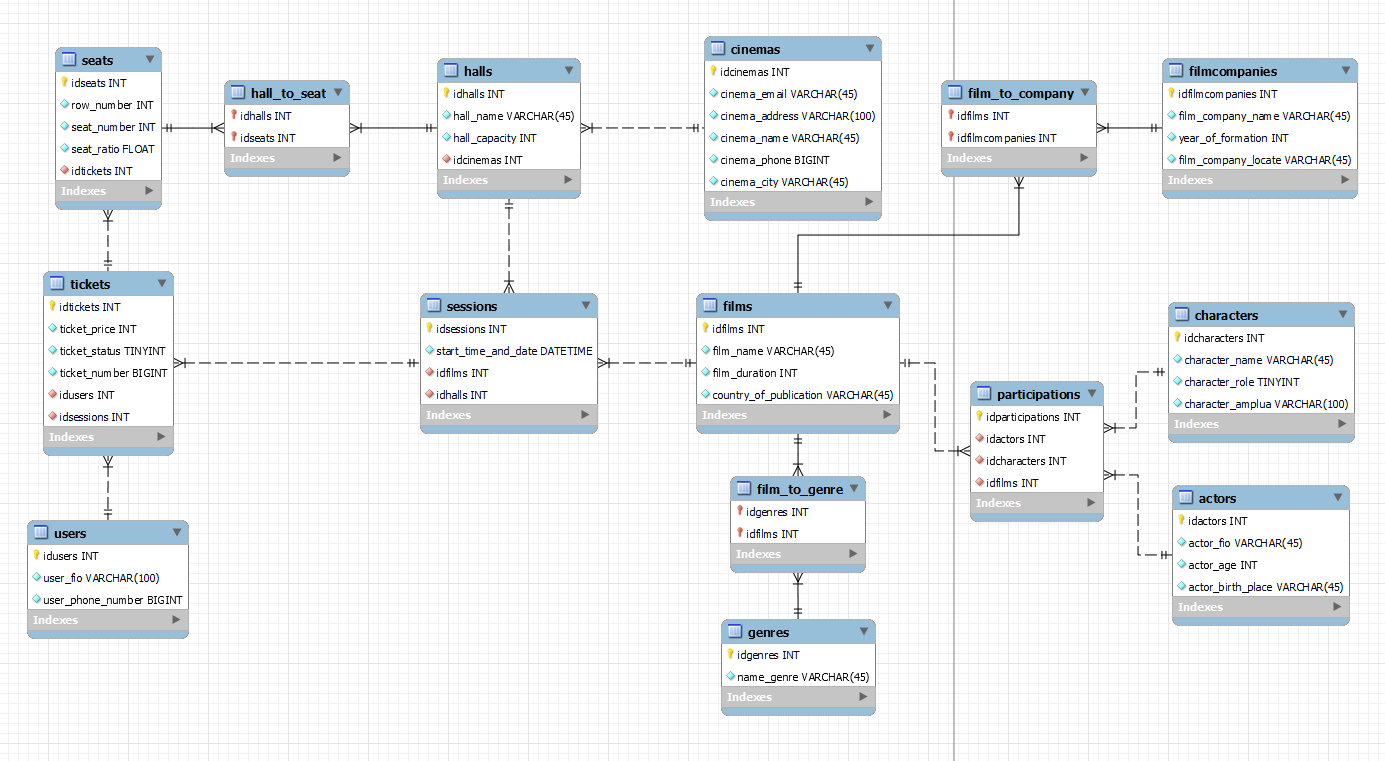 seats
idseats INT
row_number INT
seat_number INT
seat_ratio FLOAT
idtickets INT
Indexes
hall_to_seat
idhalls INT
idseats INT
Indexes
halls
idhalls INT
hall_name VARCHAR(45)
hall_capacity INT
idcinemas INT
Indexes
cinemas
idcinemas INT
cinema_email VARCHAR(45)
cinema_address VARCHAR(100)
cinema_name VARCHAR(45)
cinema_phone BIGINT
cinema_city VARCHAR(45)
Indexes
film_to_company
idfilms INT
idfilmcompanies INT
Indexes
filmcompanies
idfilmcompanies INT
film_company_name VARCHAR(45)
year_of_formation INT
film_company_locate VARCHAR(45)
Indexes
tickets
idtickets INT
ticket_price INT
ticket_status TINYINT
ticket_number BIGINT
idusers INT
idsessions INT
Indexes
sessions
idsessions INT
start_time_and_date DATETIME
idfilms INT
idhalls INT
Indexes
films
idfilms INT
film_name VARCHAR(45)
film_duration INT
country_of_publication VARCHAR(45)
Indexes
participations
idparticipations INT
idactors INT
idcharacters INT
idfilms INT
Indexes
characters
idcharacters INT
character_name VARCHAR(45)
character_role TINYINT
character_amplua VARCHAR(100)
Indexes
users
idusers INT
user_fio VARCHAR(100)
user_phone_number BIGINT
Indexes
film_to_genre
idgenres INT
idfilms INT
Indexes
actors
idactors INT
actor_fio VARCHAR(45)
actor_age INT
actor_birth_place VARCHAR(45)
Indexes
genres
idgenres INT
name_genre VARCHAR(45)
Indexes